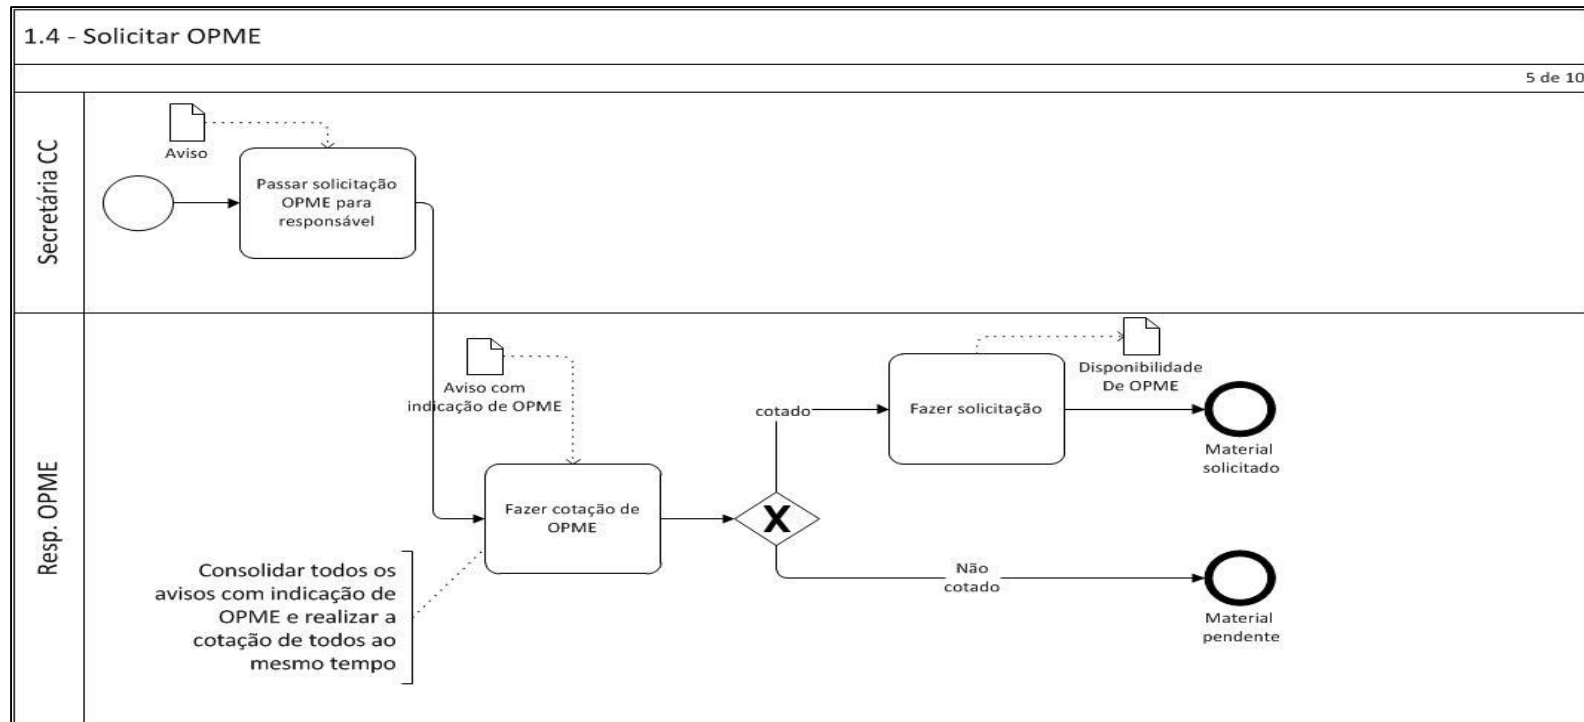 1.4 - Solicitar OPME
5 de 10
Secretária CC
Aviso
Passar solicitação
OPME para
responsável
Resp. OPME
Aviso com
indicação de OPME
Fazer cotação de
OPME
Consolidar todos os
avisos com indicação de
OPME e realizar a
cotação de todos ao
mesmo tempo
X
cotado
Fazer solicitação
Disponibilidade
De OPME
Material
solicitado
Não
cotado
Material
pendente